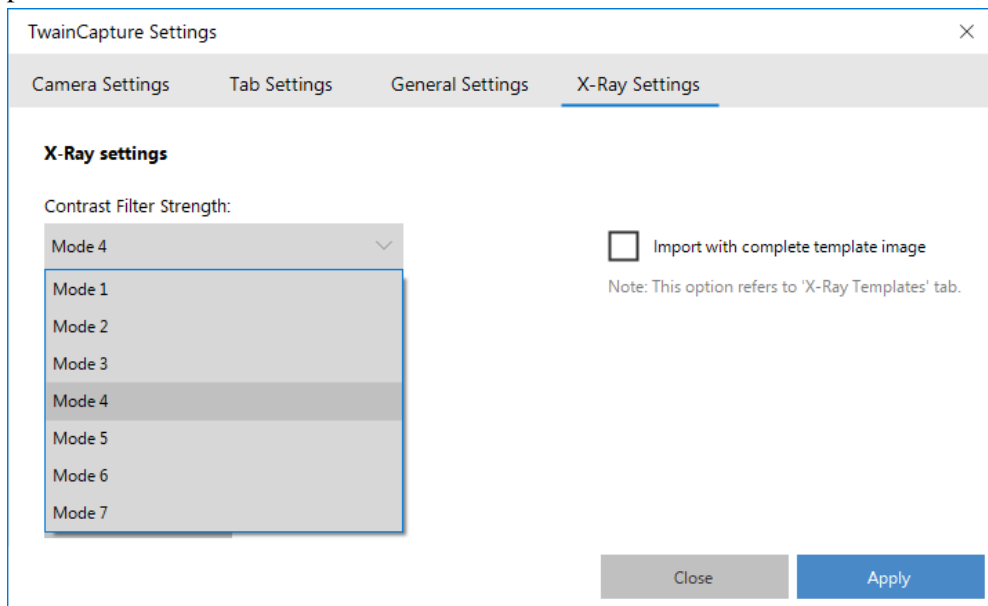 TwainCapture Settings
Camera Settings Tab Settings General Settings X-Ray Settings
X-Ray settings
Contrast Filter Strength:
Mode 4
Import with complete template image
Note: This option refers to 'X-Ray Templates' tab.
Mode 1
Mode 2
Mode 3
Mode 4
Mode 5
Mode 6
Mode 7
Close Apply